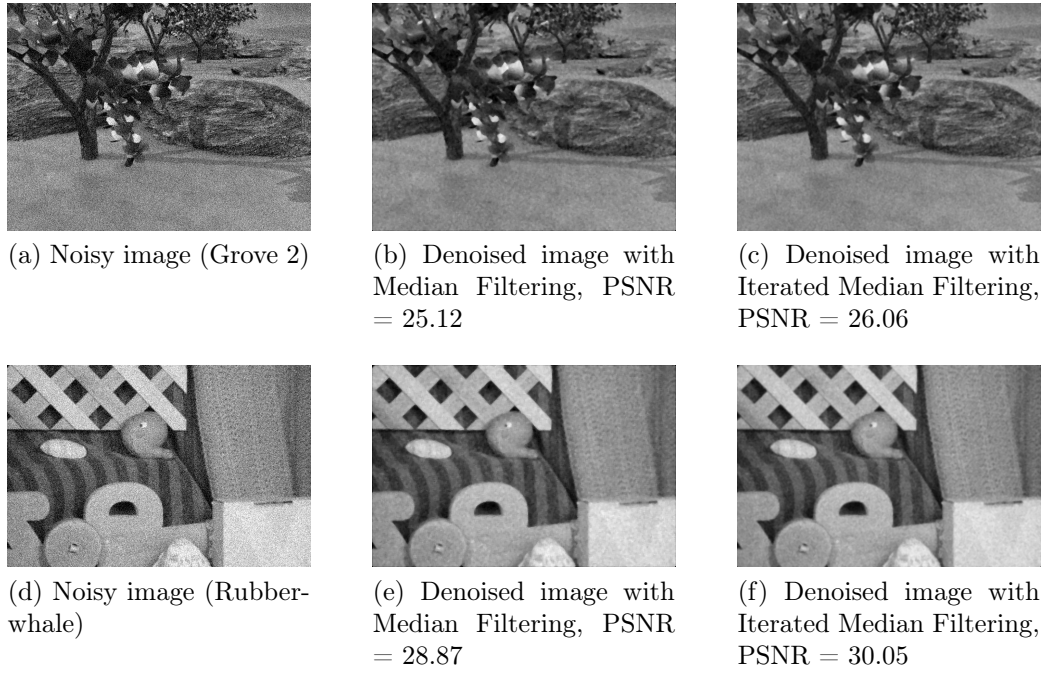 (a) Noisy image (Grove 2)
(b) Denoised image with
Median Filtering, PSNR
= 25.12
(c) Denoised image with
Iterated Median Filtering,
PSNR = 26.06
(d) Noisy image (Rubber-
whale)
(e) Denoised image with
Median Filtering, PSNR
= 28.87
(f) Denoised image with
Iterated Median Filtering,
PSNR = 30.05